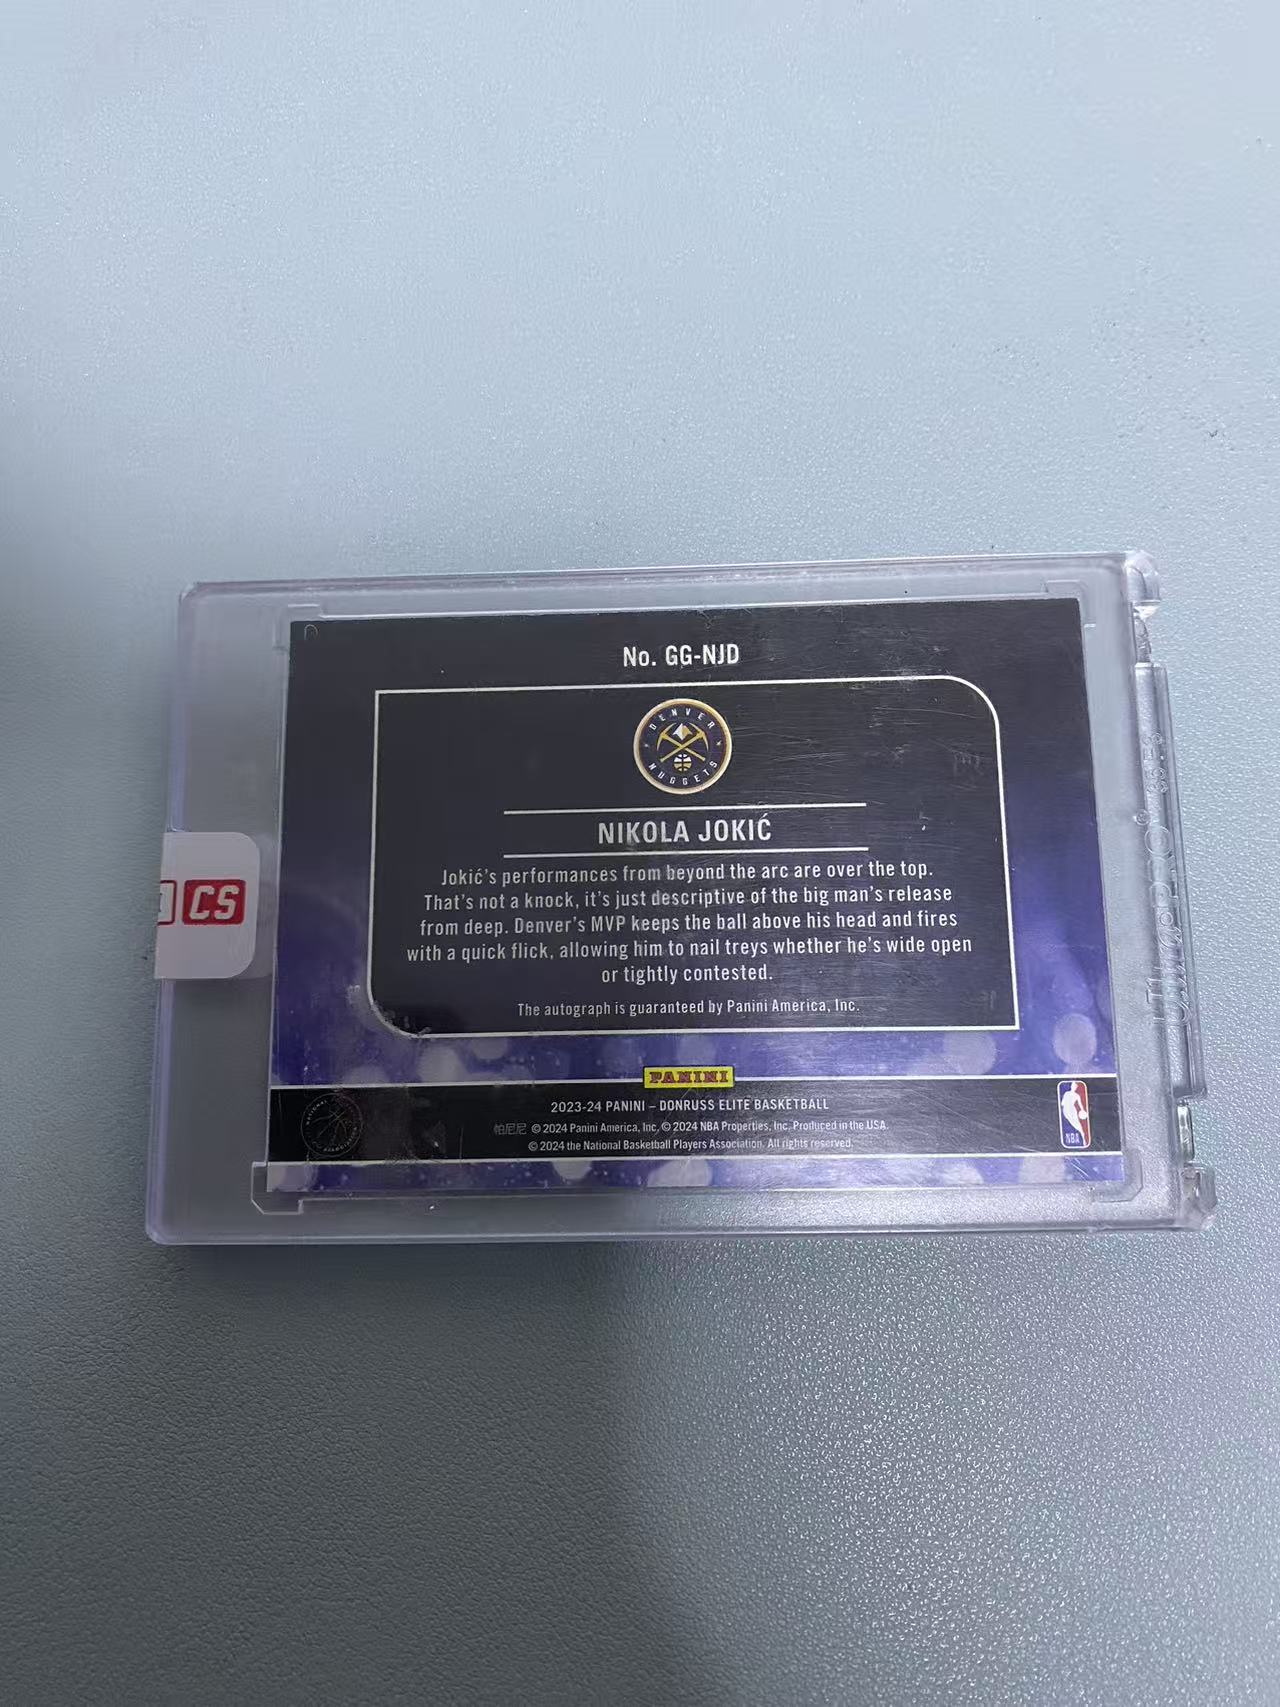 No. GG-NJD
DENVER
NUGGETS
NIKOLA JOKIĆ
Jokić's performances from beyond the arc are over the top.
That's not a knock, it's just descriptive of the big man's release
from deep. Denver's MVP keeps the ball above his head and fires
with a quick flick, allowing him to nail treys whether he's wide open
or tightly contested.
The autograph is guaranteed by Panini America, Inc.
PANINI
2023-24 PANINI – DONRUSS ELITE BASKETBALL
帕尼尼 © 2024 Panini America, Inc. © 2024 NBA Properties, Inc. Produced in the USA.
© 2024 the National Basketball Players Association. All rights reserved.
NBA
CS
Ultra·PRO®